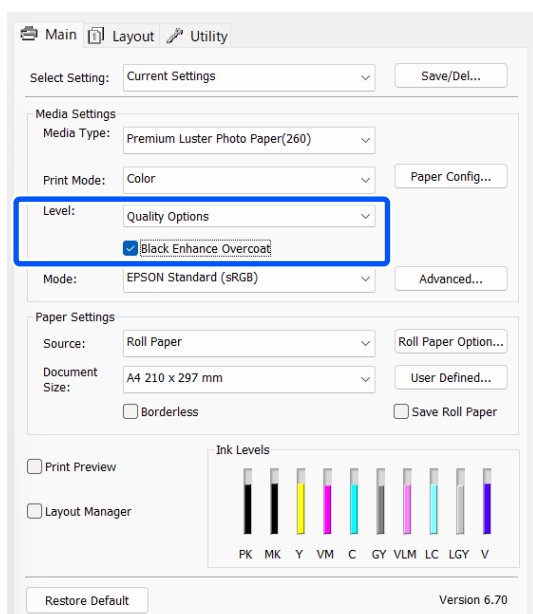 Main Layout Utility
Select Setting: Current Settings Save/Del...
Media Settings
Media Type: Premium Luster Photo Paper(260)
Print Mode: Color Paper Config...
Level: Quality Options
Black Enhance Overcoat
Mode: EPSON Standard (sRGB) Advanced...
Paper Settings
Source: Roll Paper Roll Paper Option...
Document
Size: A4 210 x 297 mm User Defined...
Borderless Save Roll Paper
Ink Levels
Print Preview
Layout Manager
PK MK Y VM C GY VLM LC LGY V
Restore Default Version 6.70